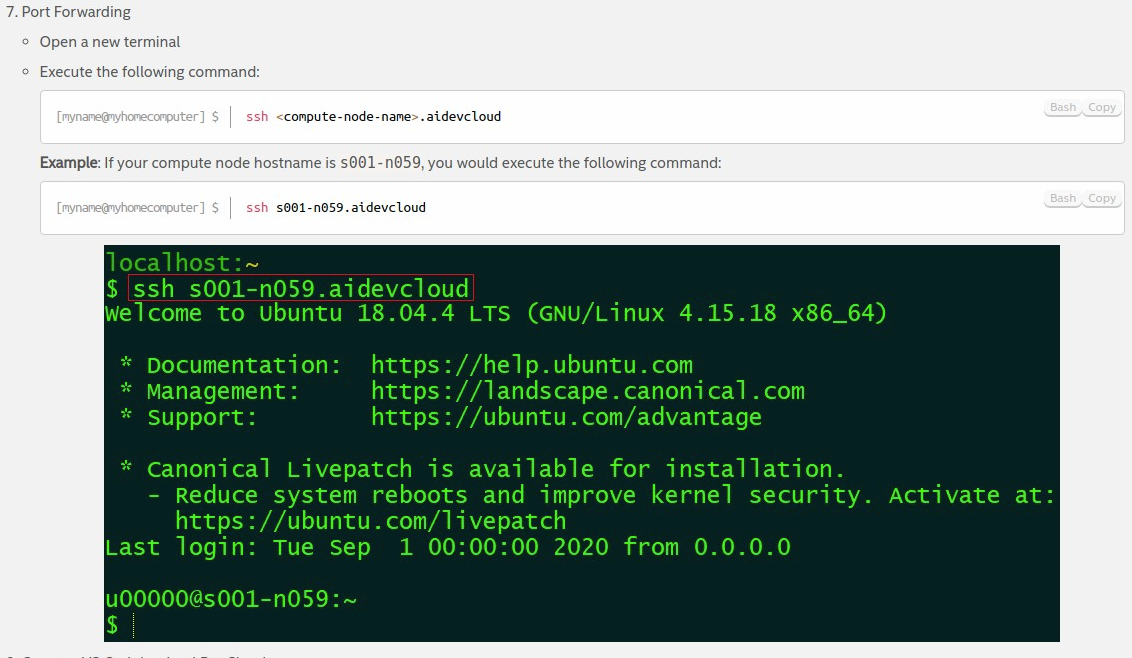 7. Port Forwarding
Open a new terminal
Execute the following command:
[myname@myhomecomputer] $ ssh <compute-node-name>.aidevcloud
Bash Copy
Example: If your compute node hostname is s001-n059, you would execute the following command:
[myname@myhomecomputer] $ ssh s001-n059.aidevcloud
Bash Copy
localhost:~
$ ssh s001-n059.aidevcloud
Welcome to Ubuntu 18.04.4 LTS (GNU/Linux 4.15.18 x86_64)
* Documentation: https://help.ubuntu.com
* Management: https://landscape.canonical.com
* Support: https://ubuntu.com/advantage
* Canonical Livepatch is available for installation.
- Reduce system reboots and improve kernel security. Activate at:
https://ubuntu.com/livepatch
Last login: Tue Sep 1 00:00:00 2020 from 0.0.0.0
u00000@s001-n059:~
$